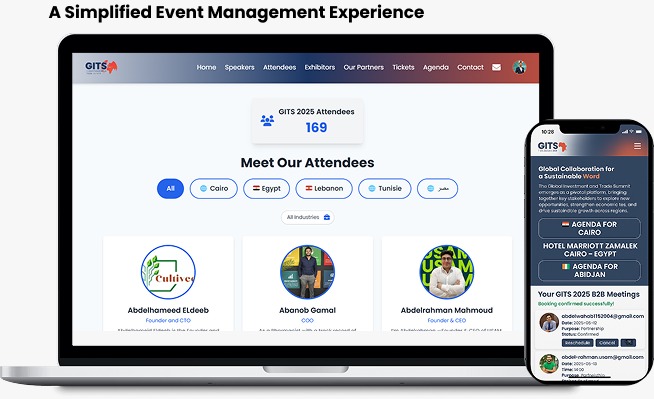 A Simplified Event Management Experience
GITS
Home Speakers Attendees Exhibitors Our Partners Tickets Agenda Contact
GITS 2025 Attendees
169
Meet Our Attendees
All Cairo Egypt Lebanon Tunisie مصر
All Industries
Cultive
Abdelhameed ELdeeb
Founder and CTO
Abanob Gamal
COO
USAM
Abdelrahman Mahmoud
Founder & CEO
10:28
GITS
Global Collaboration for
a Sustainable Word
The Global Investment and Trade Summit
emerges as a pivotal platform, bringing
together key stakeholders to explore new
opportunities, strengthen economic ties, and
drive sustainable growth across regions.
AGENDA FOR
CAIRO
HOTEL MARRIOTT ZAMALEK
CAIRO – EGYPT
AGENDA FOR
ABIDJAN
Your GITS 2025 B2B Meetings
Booking confirmed successfully!
abdelwahab1152004@gmail.com
Date: 2025-05-12
Purpose: Partnership
Status: Confirmed
Reschedule Cancel
abdel-rahman.usam@gmail.com
Date: 2025-05-13
Time: 14:00
Purpose: Partnership